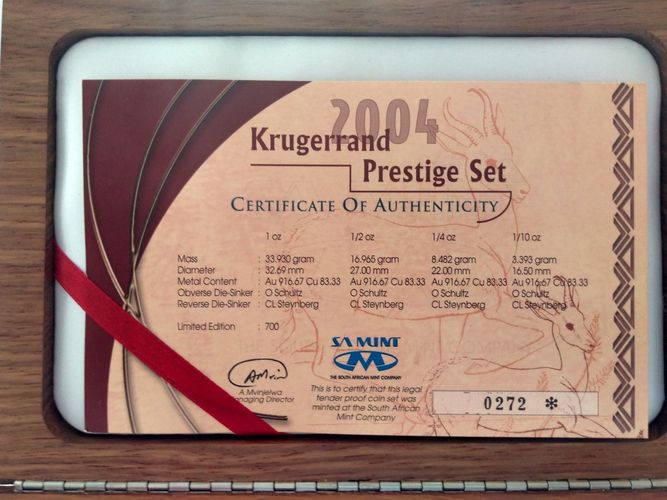 2004
Krugerrand
Prestige Set
CERTIFICATE OF AUTHENTICITY
1 oz 1/2 oz 1/4 oz 1/10 oz
Mass : 33.930 gram 16.965 gram 8.482 gram 3.393 gram
Diameter : 32.69 mm 27.00 mm 22.00 mm 16.50 mm
Metal Content : Au 916.67 Cu 83.33 Au 916.67 Cu 83.33 Au 916.67 Cu 83.33 Au 916.67 Cu 83.33
Obverse Die-Sinker : O Schultz O Schultz O Schultz O Schultz
Reverse Die-Sinker : CL Steynberg CL Steynberg CL Steynberg CL Steynberg
Limited Edition : 700
SA MINT
THE SOUTH AFRICAN MINT COMPANY
A Mvinjelwa
anaging Director
This is to certify that this legal
tender proof coin set was
minted at the South African
Mint Company
0272 *